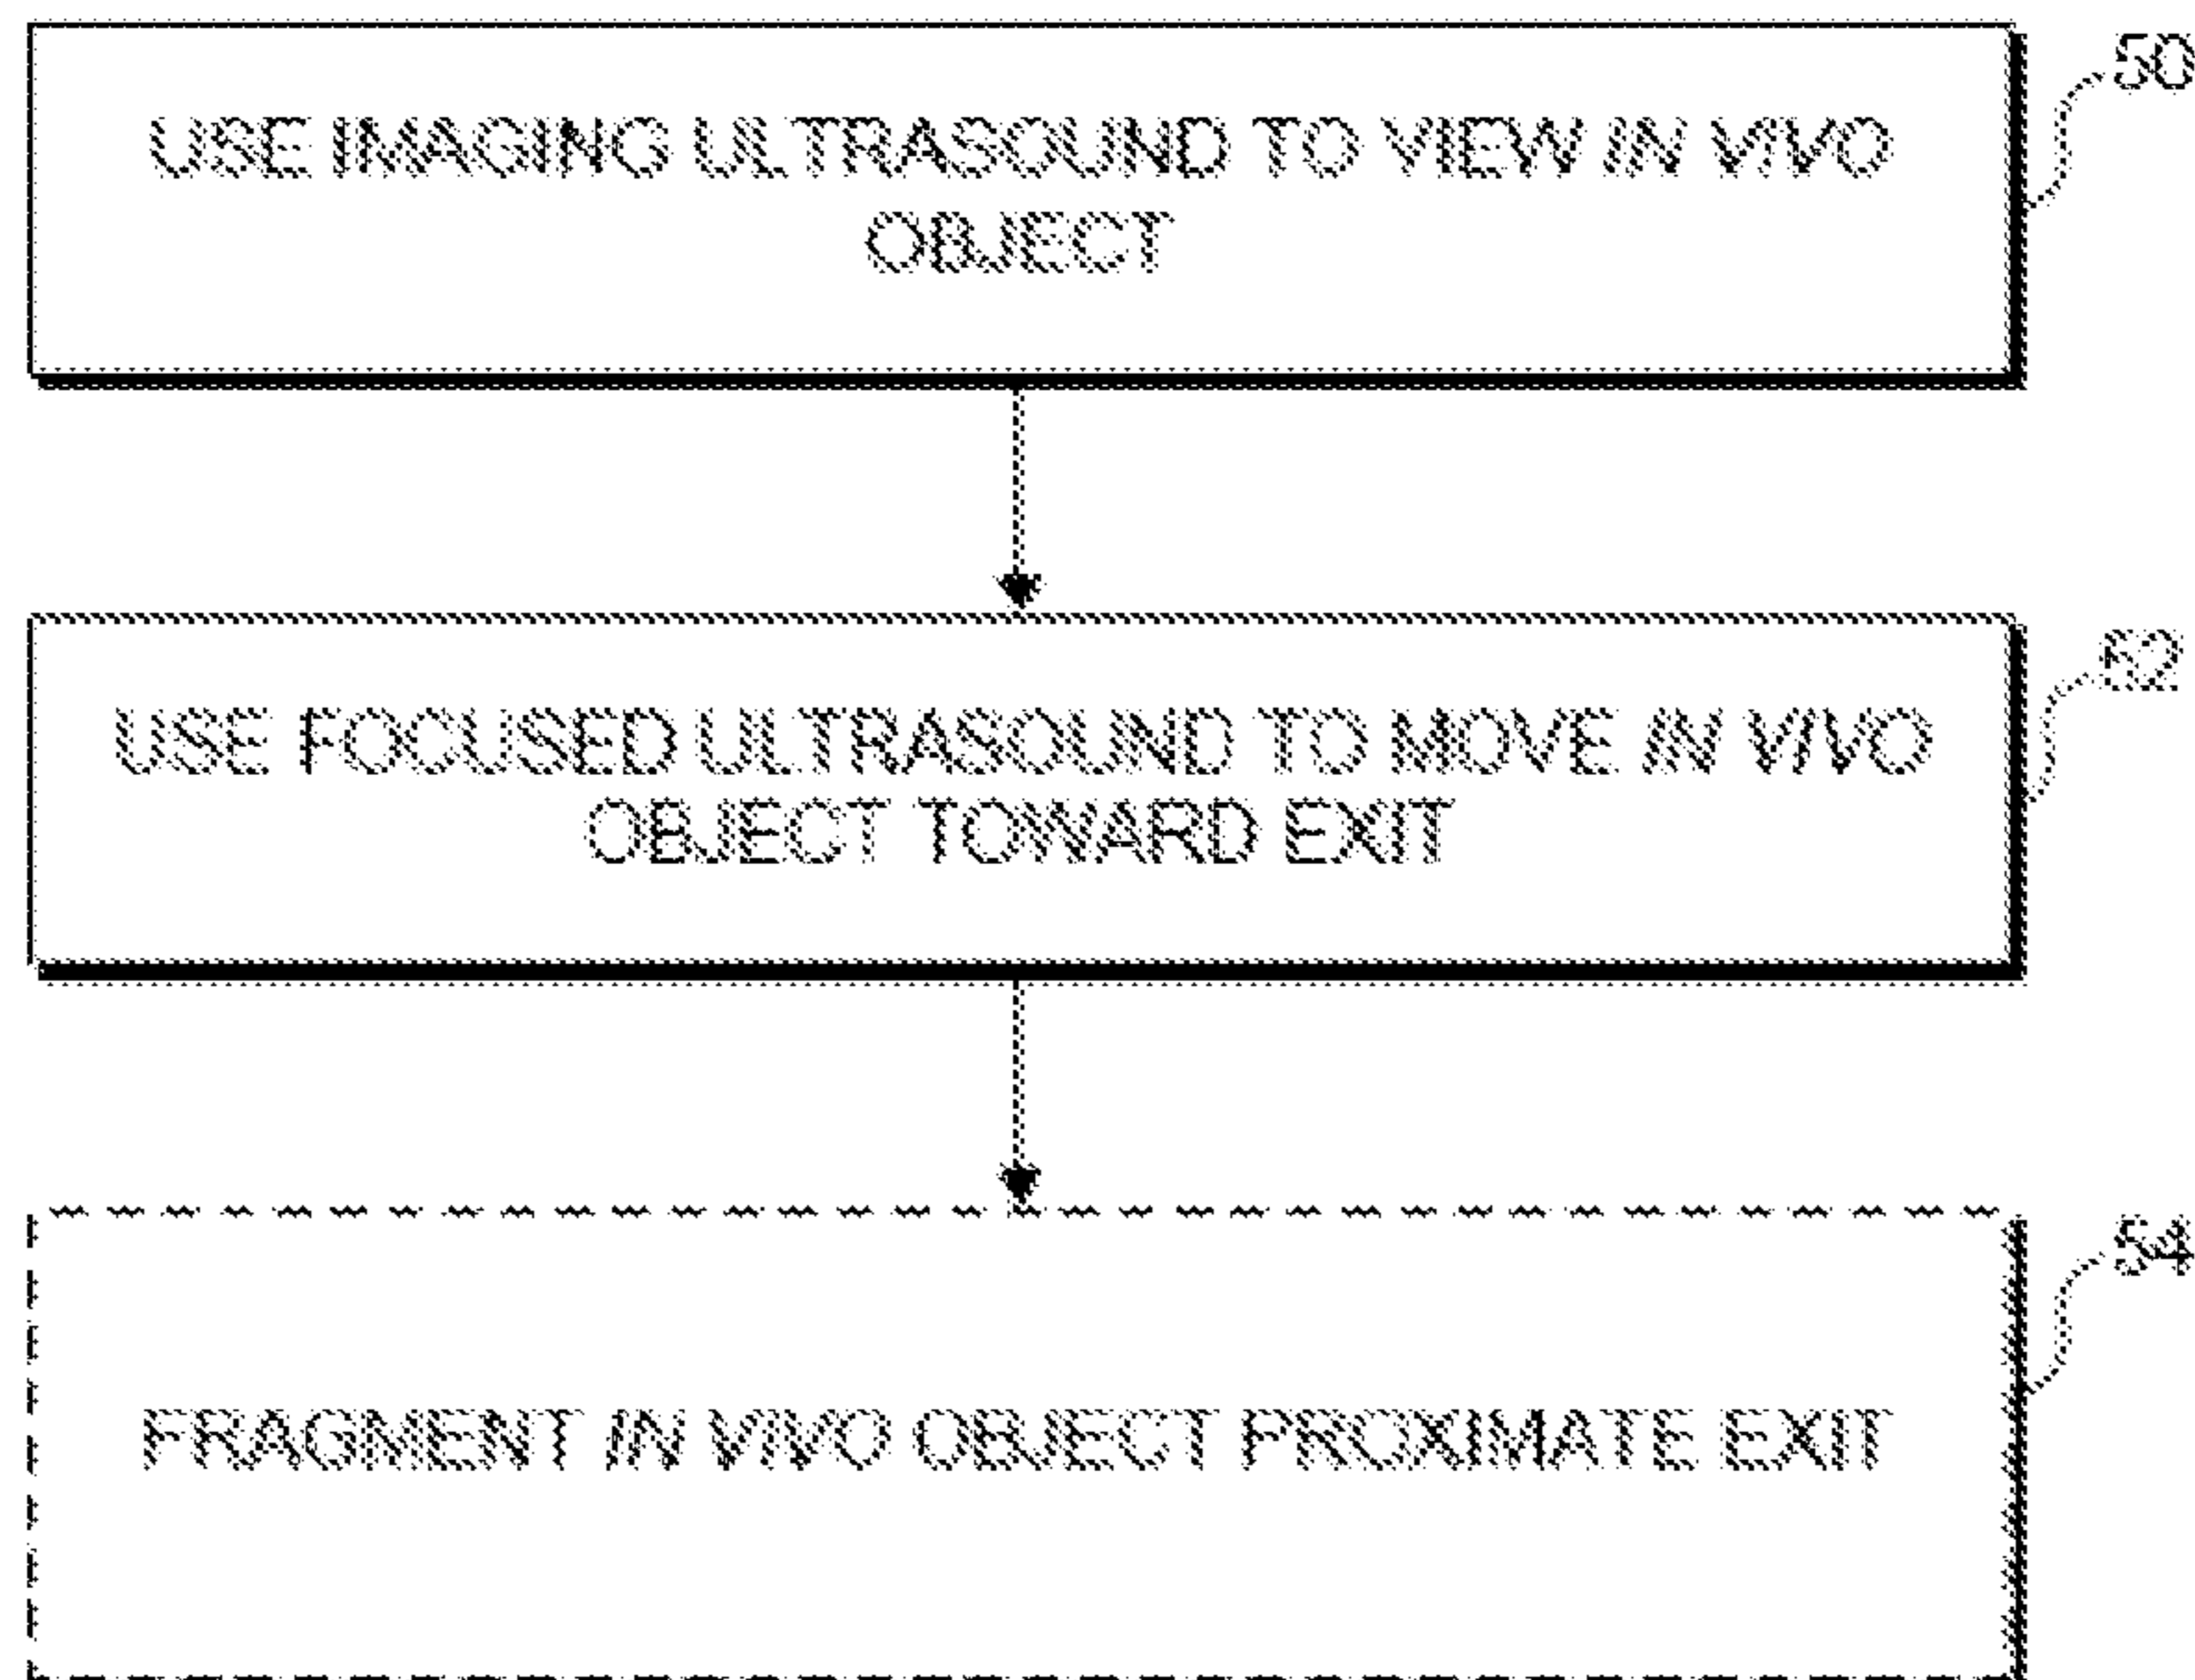 50
USE IMAGING ULTRASOUND TO VIEW IN VIVO
OBJECT
52
USE FOCUSED ULTRASOUND TO MOVE IN VIVO
OBJECT TOWARD EXIT
54
FRAGMENT IN VIVO OBJECT PROXIMATE EXIT